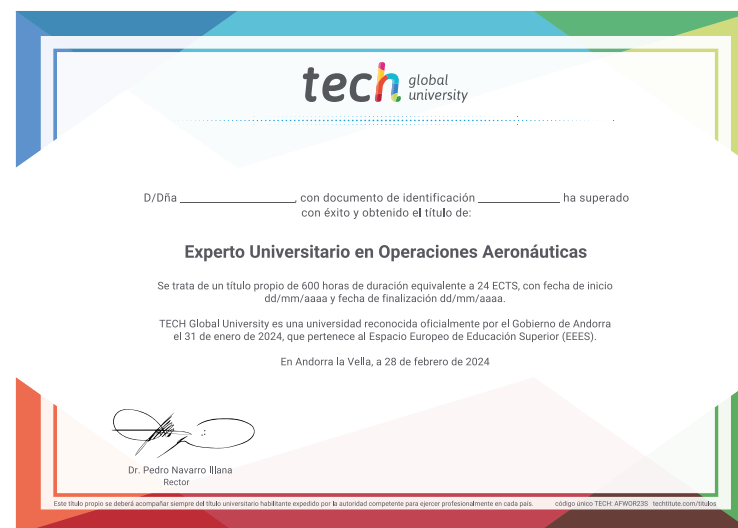 tech global university
D/Dña ______________, con documento de identificación ______________ ha superado
con éxito y obtenido el título de:
Experto Universitario en Operaciones Aeronáuticas
Se trata de un título propio de 600 horas de duración equivalente a 24 ECTS, con fecha de inicio
dd/mm/aaaa y fecha de finalización dd/mm/aaaa.
TECH Global University es una universidad reconocida oficialmente por el Gobierno de Andorra
el 31 de enero de 2024, que pertenece al Espacio Europeo de Educación Superior (EEES).
En Andorra la Vella, a 28 de febrero de 2024
Dr. Pedro Navarro Illana
Rector
Este título propio se deberá acompañar siempre del título universitario habilitante expedido por la autoridad competente para ejercer profesionalmente en cada país. código único TECH: AFWOR23S techtitute.com/titulos